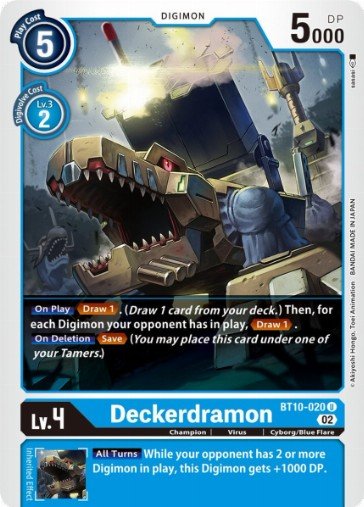 DIGIMON
Play Cost
5
DP
5000
Digivolve Cost
Lv.3
2
sanosi
© Akiyoshi Hongo, Toei Animation BANDAI MADE IN JAPAN
On Play Draw 1. (Draw 1 card from your deck.) Then, for
each Digimon your opponent has in play, Draw 1.
On Deletion Save (You may place this card under one of
your Tamers.)
Lv.4
Deckerdramon
BT10-020 U
02
Champion Virus Cyborg/Blue Flare
Inherited Effect
All Turns While your opponent has 2 or more
Digimon in play, this Digimon gets +1000 DP.